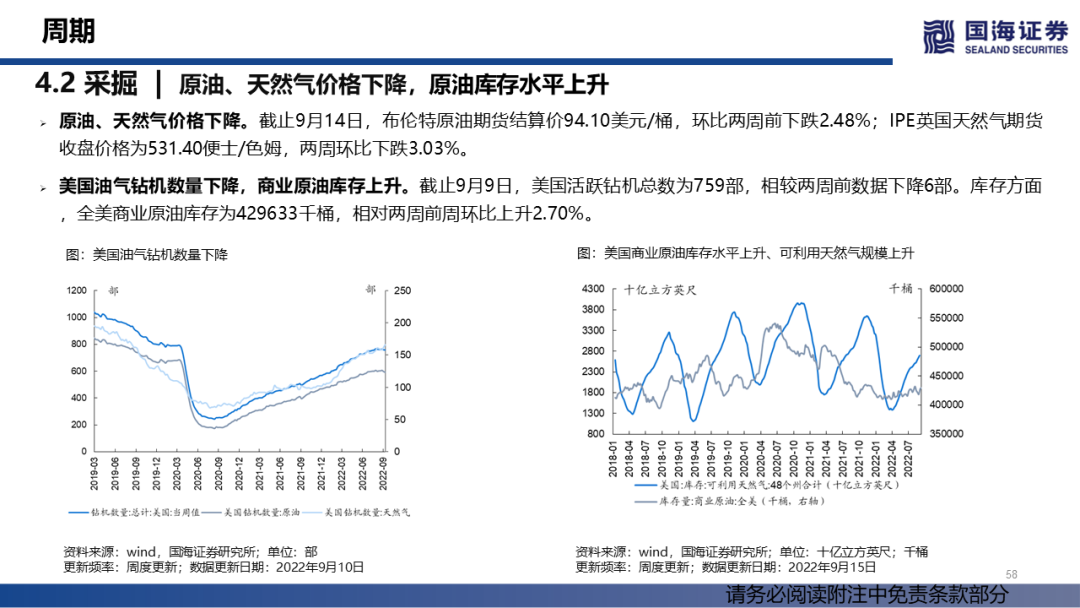 周期
国海证券
SEALAND SECURITIES
4.2 采掘 | 原油、天然气价格下降，原油库存水平上升
原油、天然气价格下降。截止9月14日，布伦特原油期货结算价94.10美元/桶，环比两周前下跌2.48%；IPE英国天然气期货
收盘价格为531.40便士/色姆，两周环比下跌3.03%。
美国油气钻机数量下降，商业原油库存上升。截止9月9日，美国活跃钻机总数为759部，相较两周前数据下降6部。库存方面
，全美商业原油库存为429633千桶，相对两周前周环比上升2.70%。
图：美国油气钻机数量下降
部
部
1200
1000
800
600
400
200
0
250
200
150
100
50
0
2019-03
2019-06
2019-09
2019-12
2020-03
2020-06
2020-09
2020-12
2021-03
2021-06
2021-09
2021-12
2022-03
2022-06
2022-09
钻机数量:总计:美国:当周值
美国钻机数量:原油
美国钻机数量:天然气
资料来源：wind，国海证券研究所；单位：部
更新频率：周度更新；数据更新日期：2022年9月10日
图：美国商业原油库存水平上升、可利用天然气规模上升
十亿立方英尺
千桶
4300
3800
3300
2800
2300
1800
1300
800
600000
550000
500000
450000
400000
350000
2018-01
2018-04
2018-07
2018-10
2019-01
2019-04
2019-07
2019-10
2020-01
2020-04
2020-07
2020-10
2021-01
2021-04
2021-07
2021-10
2022-01
2022-04
2022-07
美国:库存:可利用天然气:48个州合计（十亿立方英尺）
库存量:商业原油:全美（千桶，右轴）
资料来源：wind，国海证券研究所；单位：十亿立方英尺；千桶
更新频率：周度更新；数据更新日期：2022年9月15日
58
请务必阅读附注中免责条款部分